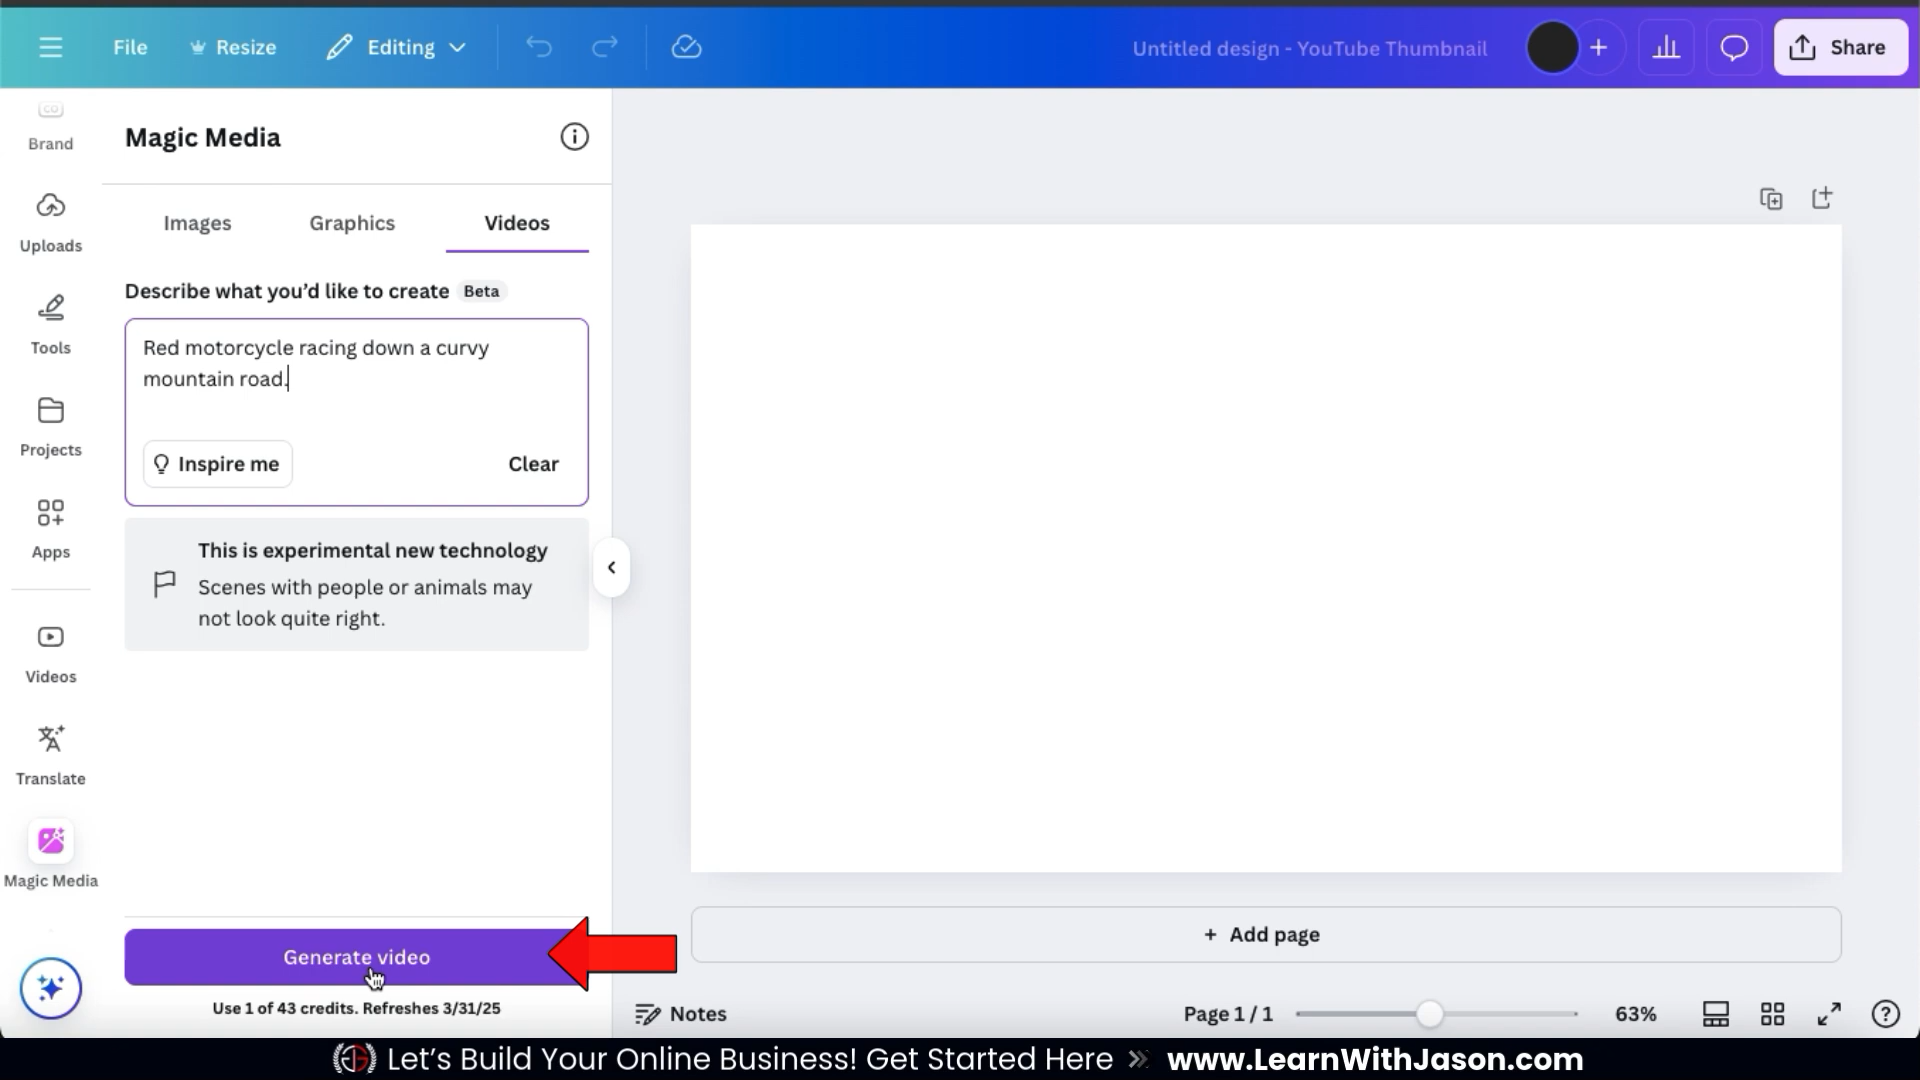 File
Resize
Editing
Untitled design - YouTube Thumbnail
+
Share
Brand
Uploads
Tools
Projects
Apps
Videos
Translate
Magic Media
Magic Media
Images
Graphics
Videos
Describe what you’d like to create
Beta
Red motorcycle racing down a curvy
mountain road.
Inspire me
Clear
This is experimental new technology
Scenes with people or animals may
not look quite right.
Generate video
Use 1 of 43 credits. Refreshes 3/31/25
+ Add page
Notes
Page 1 / 1
63%
Let’s Build Your Online Business! Get Started Here » www.LearnWithJason.com